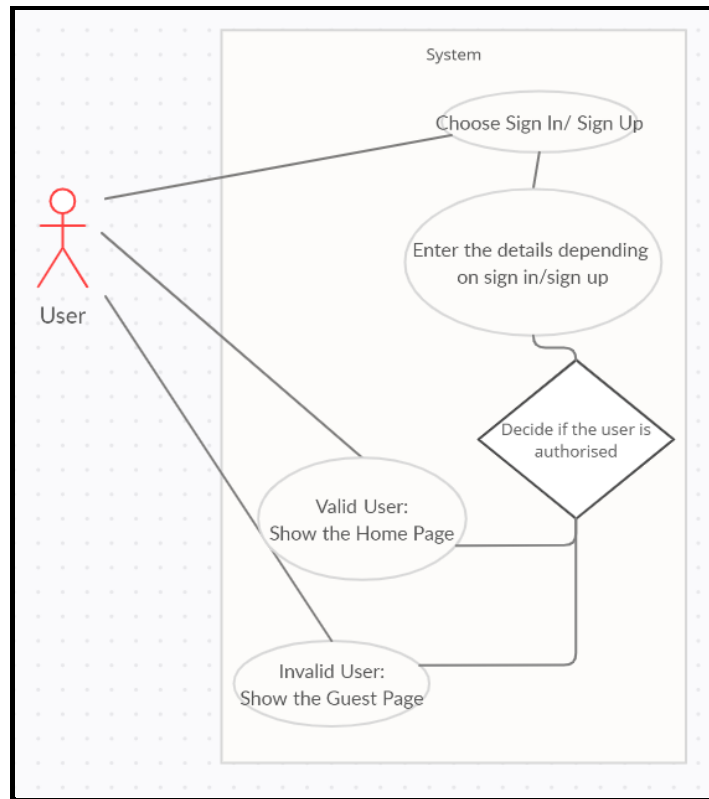 System
Choose Sign In/ Sign Up
Enter the details depending
on sign in/sign up
User
Decide if the user is
authorised
Valid User:
Show the Home Page
Invalid User:
Show the Guest Page